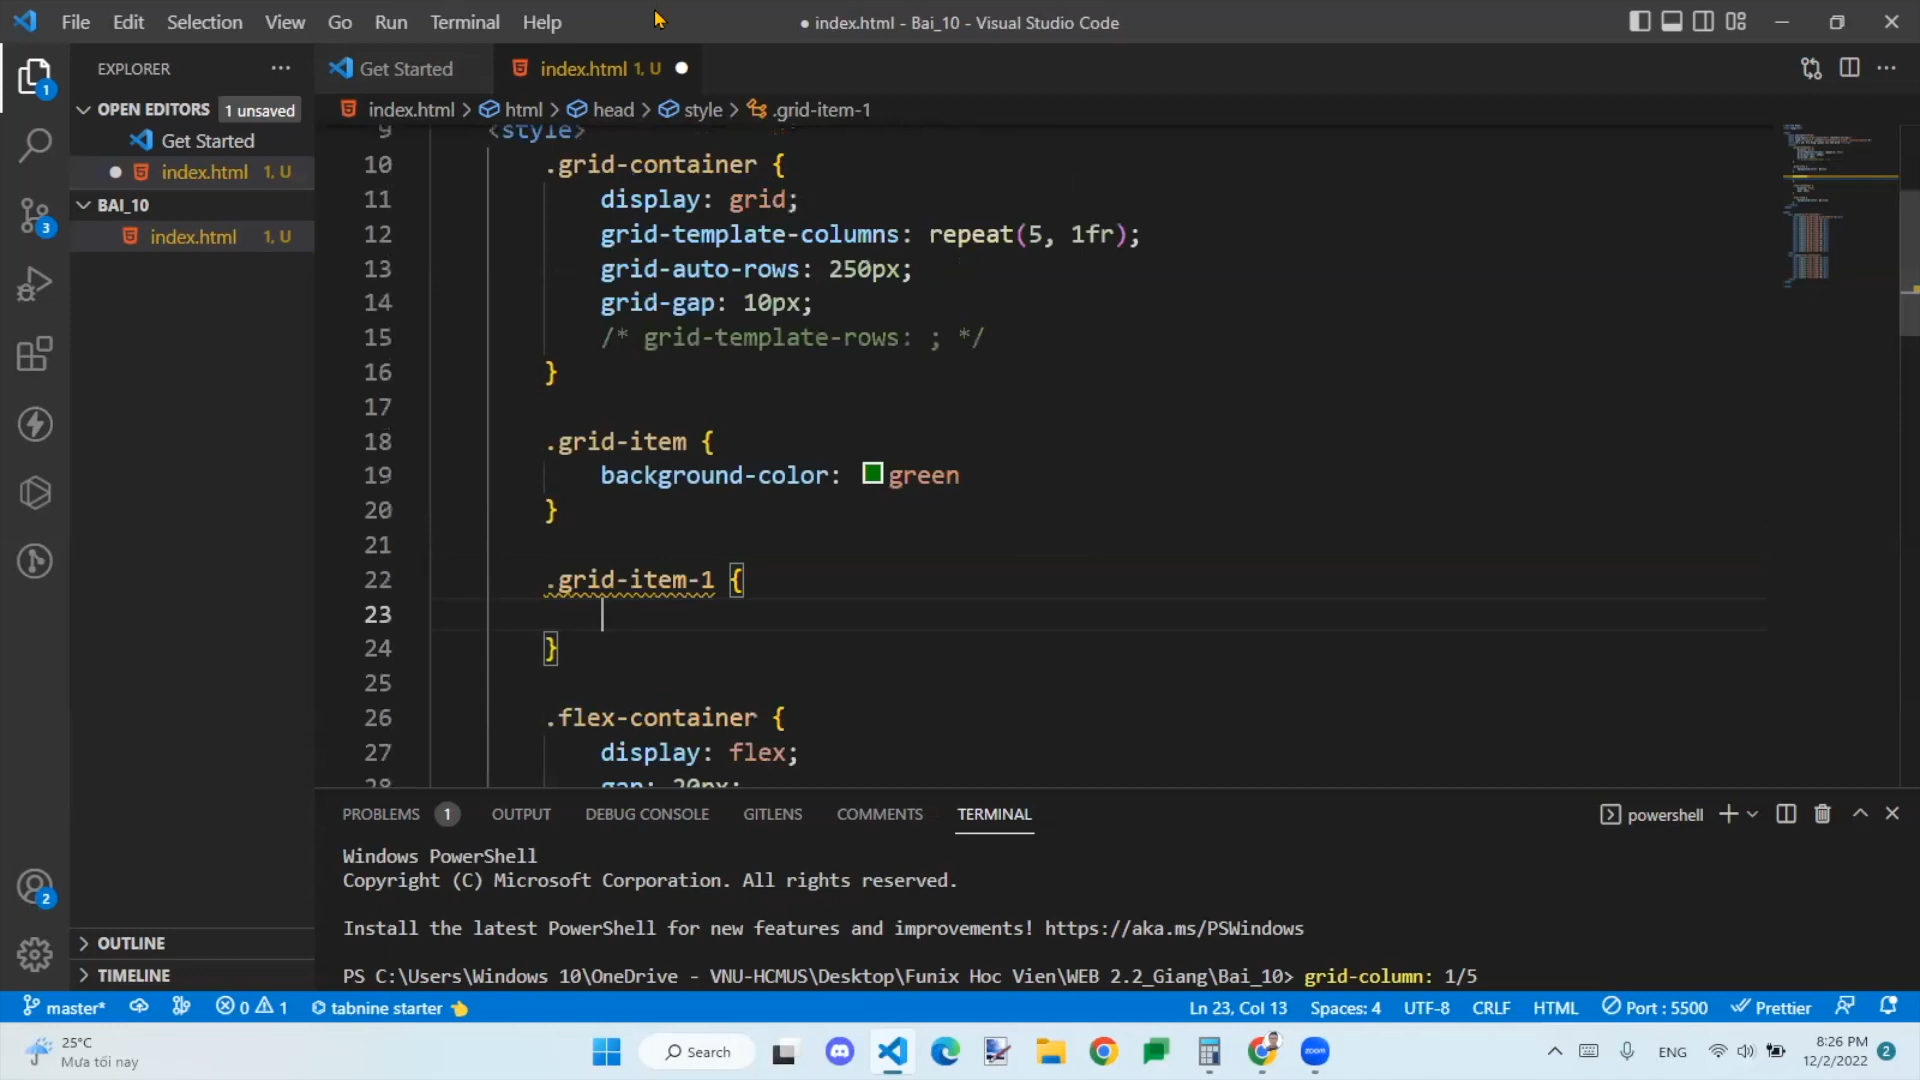 File Edit Selection View Go Run Terminal Help
● index.html - Bai_10 - Visual Studio Code
EXPLORER
Get Started
index.html 1, U
index.html > html > head > style > .grid-item-1
OPEN EDITORS 1 unsaved
Get Started
index.html 1, U
BAI_10
index.html 1, U
OUTLINE
TIMELINE
1
3
2
9 <style>
10 .grid-container {
11 display: grid;
12 grid-template-columns: repeat(5, 1fr);
13 grid-auto-rows: 250px;
14 grid-gap: 10px;
15 /* grid-template-rows: ; */
16 }
17
18 .grid-item {
19 background-color: green
20 }
21
22 .grid-item-1 {
23
24 }
25
26 .flex-container {
27 display: flex;
28 gap: 20px;
PROBLEMS 1 OUTPUT DEBUG CONSOLE GITLENS COMMENTS TERMINAL
powershell
Windows PowerShell
Copyright (C) Microsoft Corporation. All rights reserved.
Install the latest PowerShell for new features and improvements! https://aka.ms/PSWindows
PS C:\Users\Windows 10\OneDrive - VNU-HCMUS\Desktop\Funix Hoc Vien\WEB 2.2_Giang\Bai_10> grid-column: 1/5
master* 0 1 tabnine starter
Ln 23, Col 13 Spaces: 4 UTF-8 CRLF HTML Port : 5500 Prettier
25°C
Mưa tối nay
Search
zoom
ENG
8:26 PM
12/2/2022
2